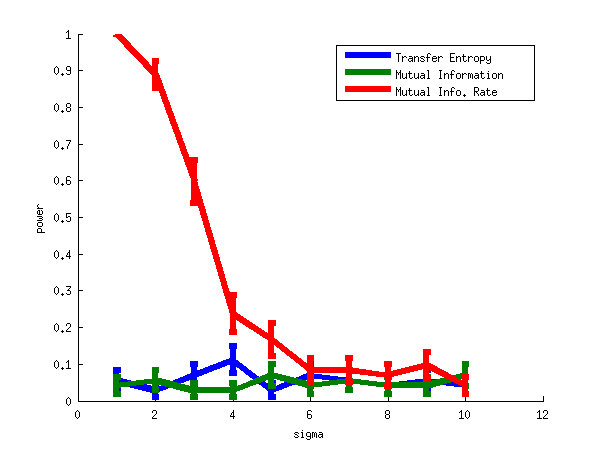 Transfer Entropy
Mutual Information
Mutual Info. Rate
1
0.9
0.8
0.7
0.6
0.5
0.4
0.3
0.2
0.1
0
power
0 2 4 6 8 10 12
sigma